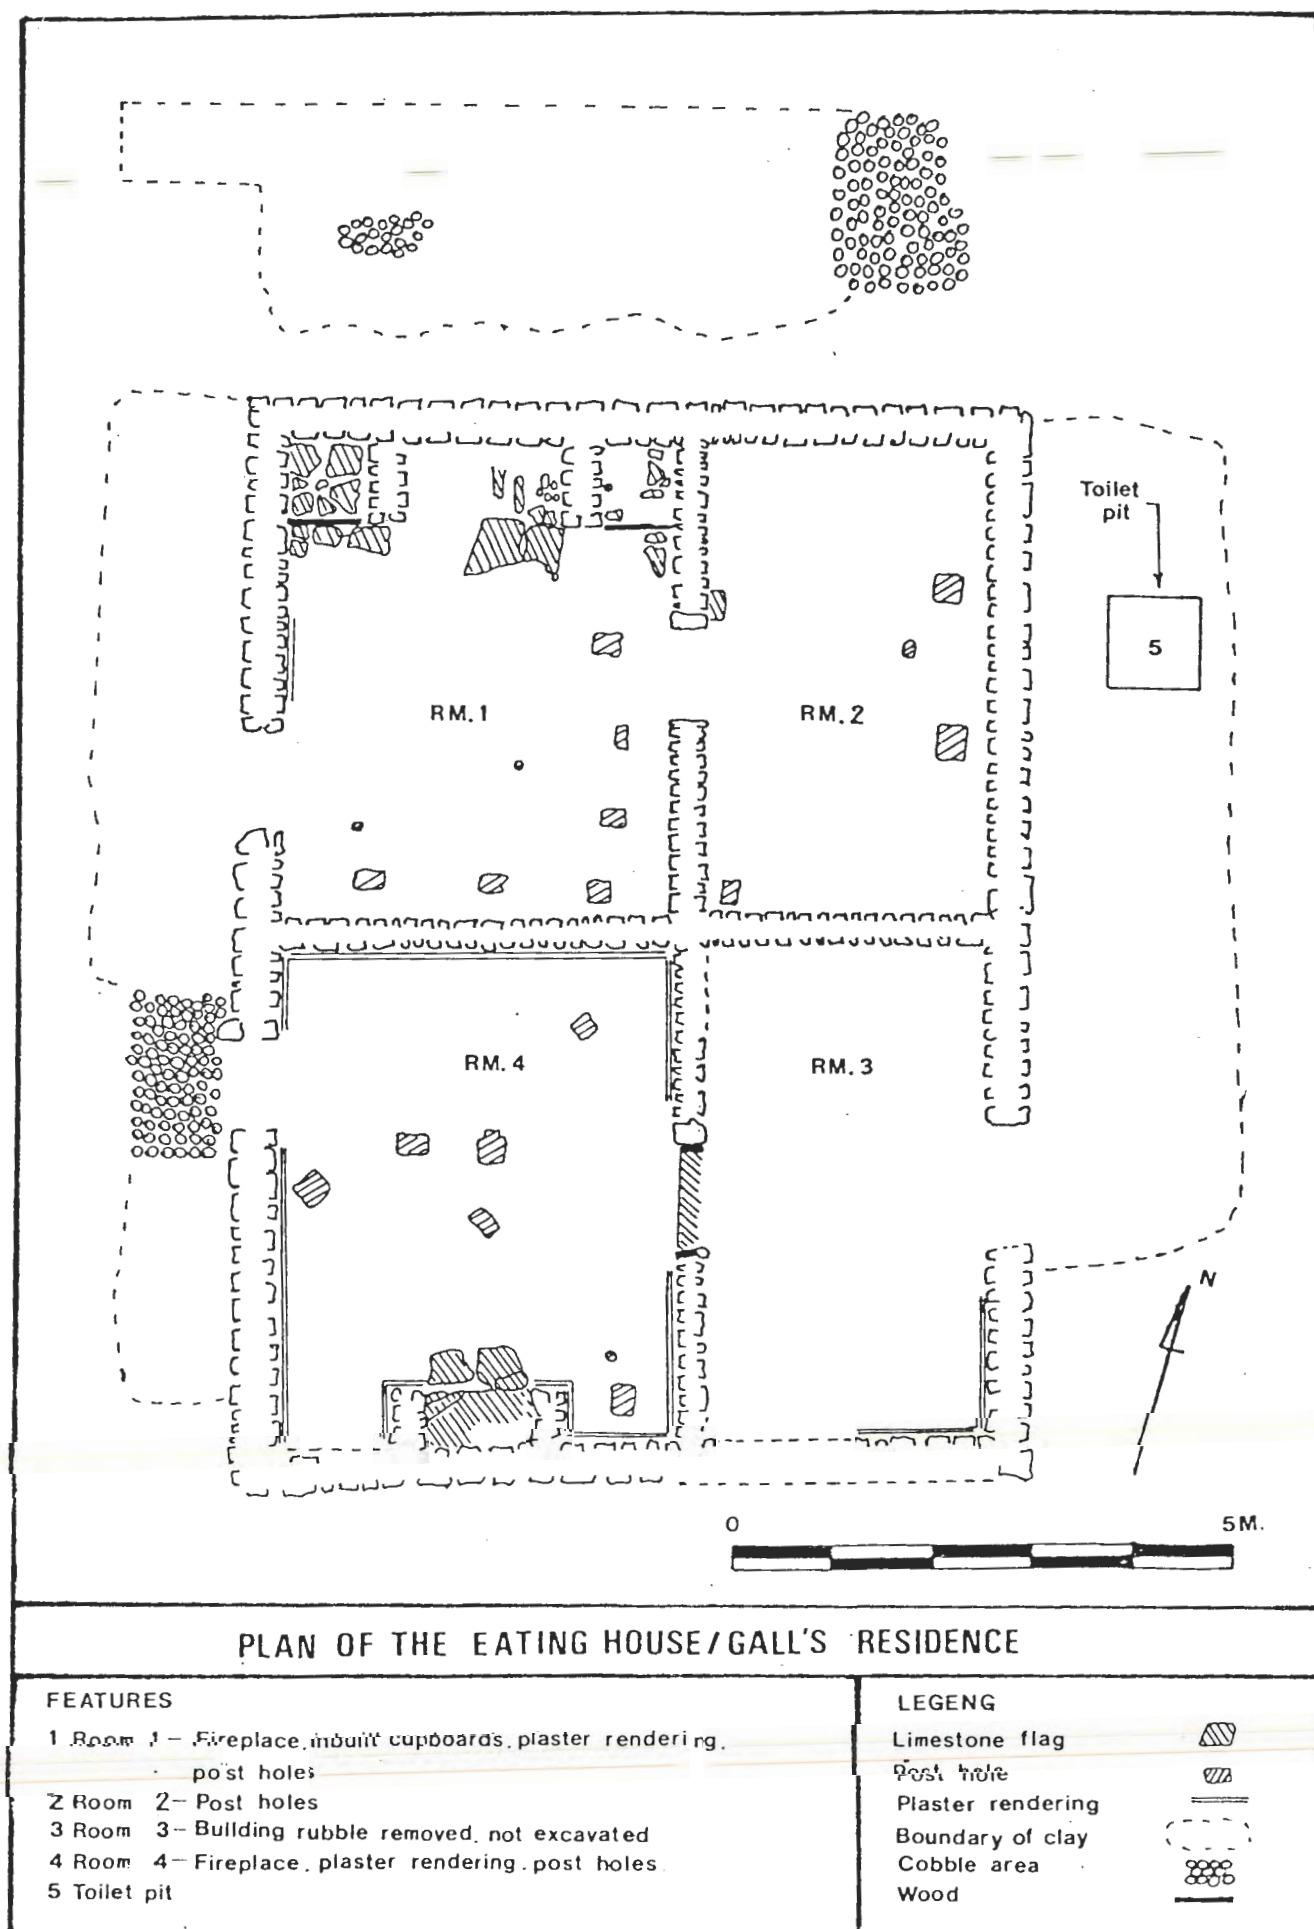 Toilet
pit
5
RM. 1
RM. 2
RM. 4
RM. 3
N
0 5M.
PLAN OF THE EATING HOUSE/GALL'S RESIDENCE
FEATURES
1 Room 1 – Fireplace, inbuilt cupboards, plaster rendering,
post holes
2 Room 2 – Post holes
3 Room 3 – Building rubble removed, not excavated
4 Room 4 – Fireplace, plaster rendering, post holes
5 Toilet pit
LEGENG
Limestone flag
Post hole
Plaster rendering
Boundary of clay
Cobble area
Wood